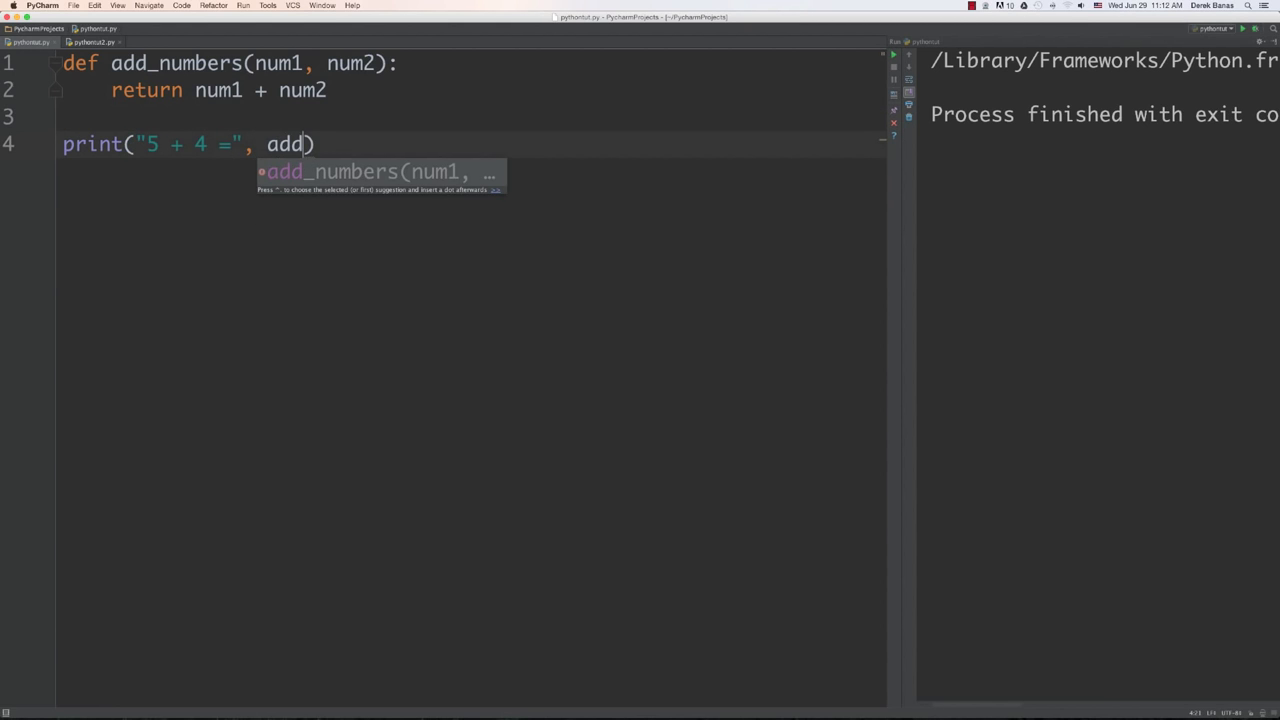 PyCharm File Edit View Navigate Code Refactor Run Tools VCS Window Help
10 Wed Jun 29 11:12 AM Derek Banas
pythontut.py - PycharmProjects - [~/PycharmProjects]
PycharmProjects pythontut.py
pythontut
pythontut.py × pythontut2.py ×
Run pythontut
1 def add_numbers(num1, num2):
2 return num1 + num2
3
4 print("5 + 4 =", add)
add_numbers(num1, …
Press ^. to choose the selected (or first) suggestion and insert a dot afterwards >>
/Library/Frameworks/Python.fr
Process finished with exit co
4:21 LF÷ UTF-8÷